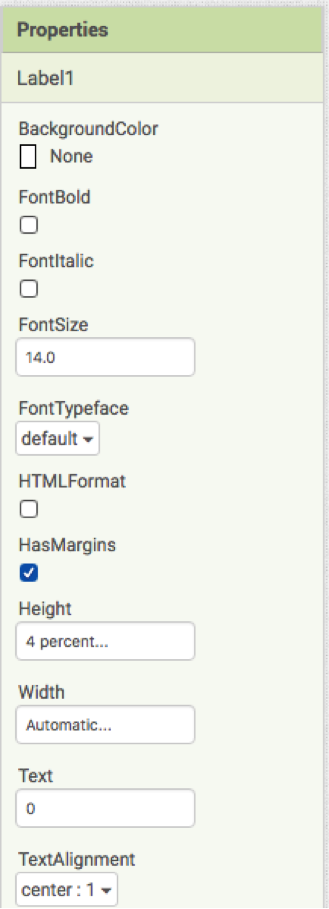 Properties
Label1
BackgroundColor
None
FontBold
FontItalic
FontSize
14.0
FontTypeface
default
HTMLFormat
HasMargins
Height
4 percent...
Width
Automatic...
Text
0
TextAlignment
center : 1